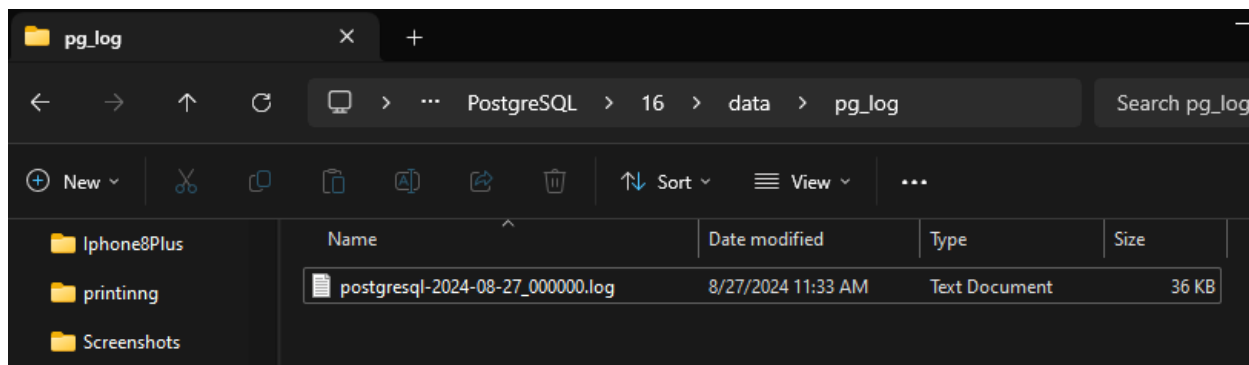 pg_log
PostgreSQL > 16 > data > pg_log
Search pg_log
New
Sort
View
Iphone8Plus
printinng
Screenshots
Name Date modified Type Size
postgresql-2024-08-27_000000.log 8/27/2024 11:33 AM Text Document 36 KB